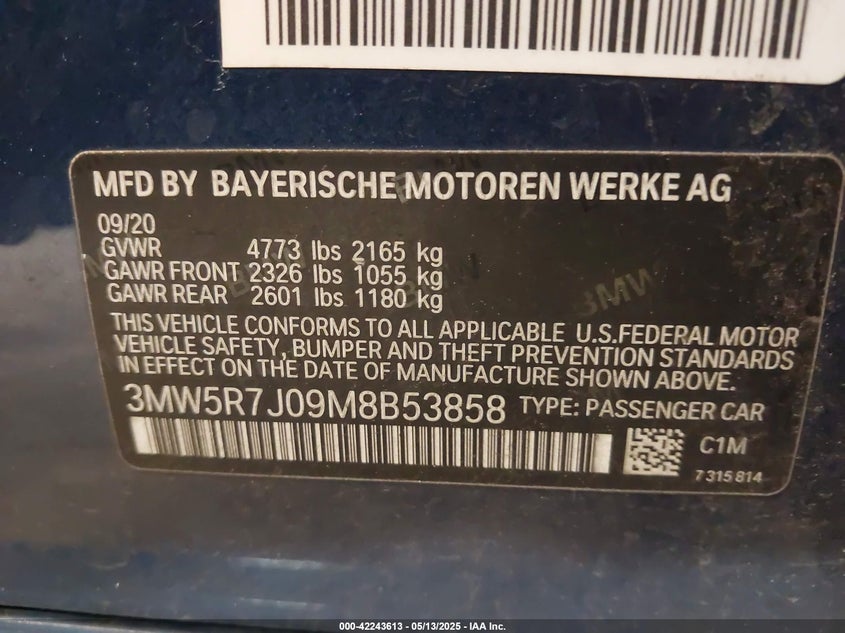 MFD BY BAYERISCHE MOTOREN WERKE AG
09/20
GVWR 4773 lbs 2165 kg
GAWR FRONT 2326 lbs 1055 kg
GAWR REAR 2601 lbs 1180 kg
THIS VEHICLE CONFORMS TO ALL APPLICABLE U.S.FEDERAL MOTOR
VEHICLE SAFETY, BUMPER AND THEFT PREVENTION STANDARDS
IN EFFECT ON THE DATE OF MANUFACTURE SHOWN ABOVE.
3MW5R7J09M8B53858 TYPE: PASSENGER CAR
C1M
7315814
000-42243613 - 05/13/2025 - IAA Inc.